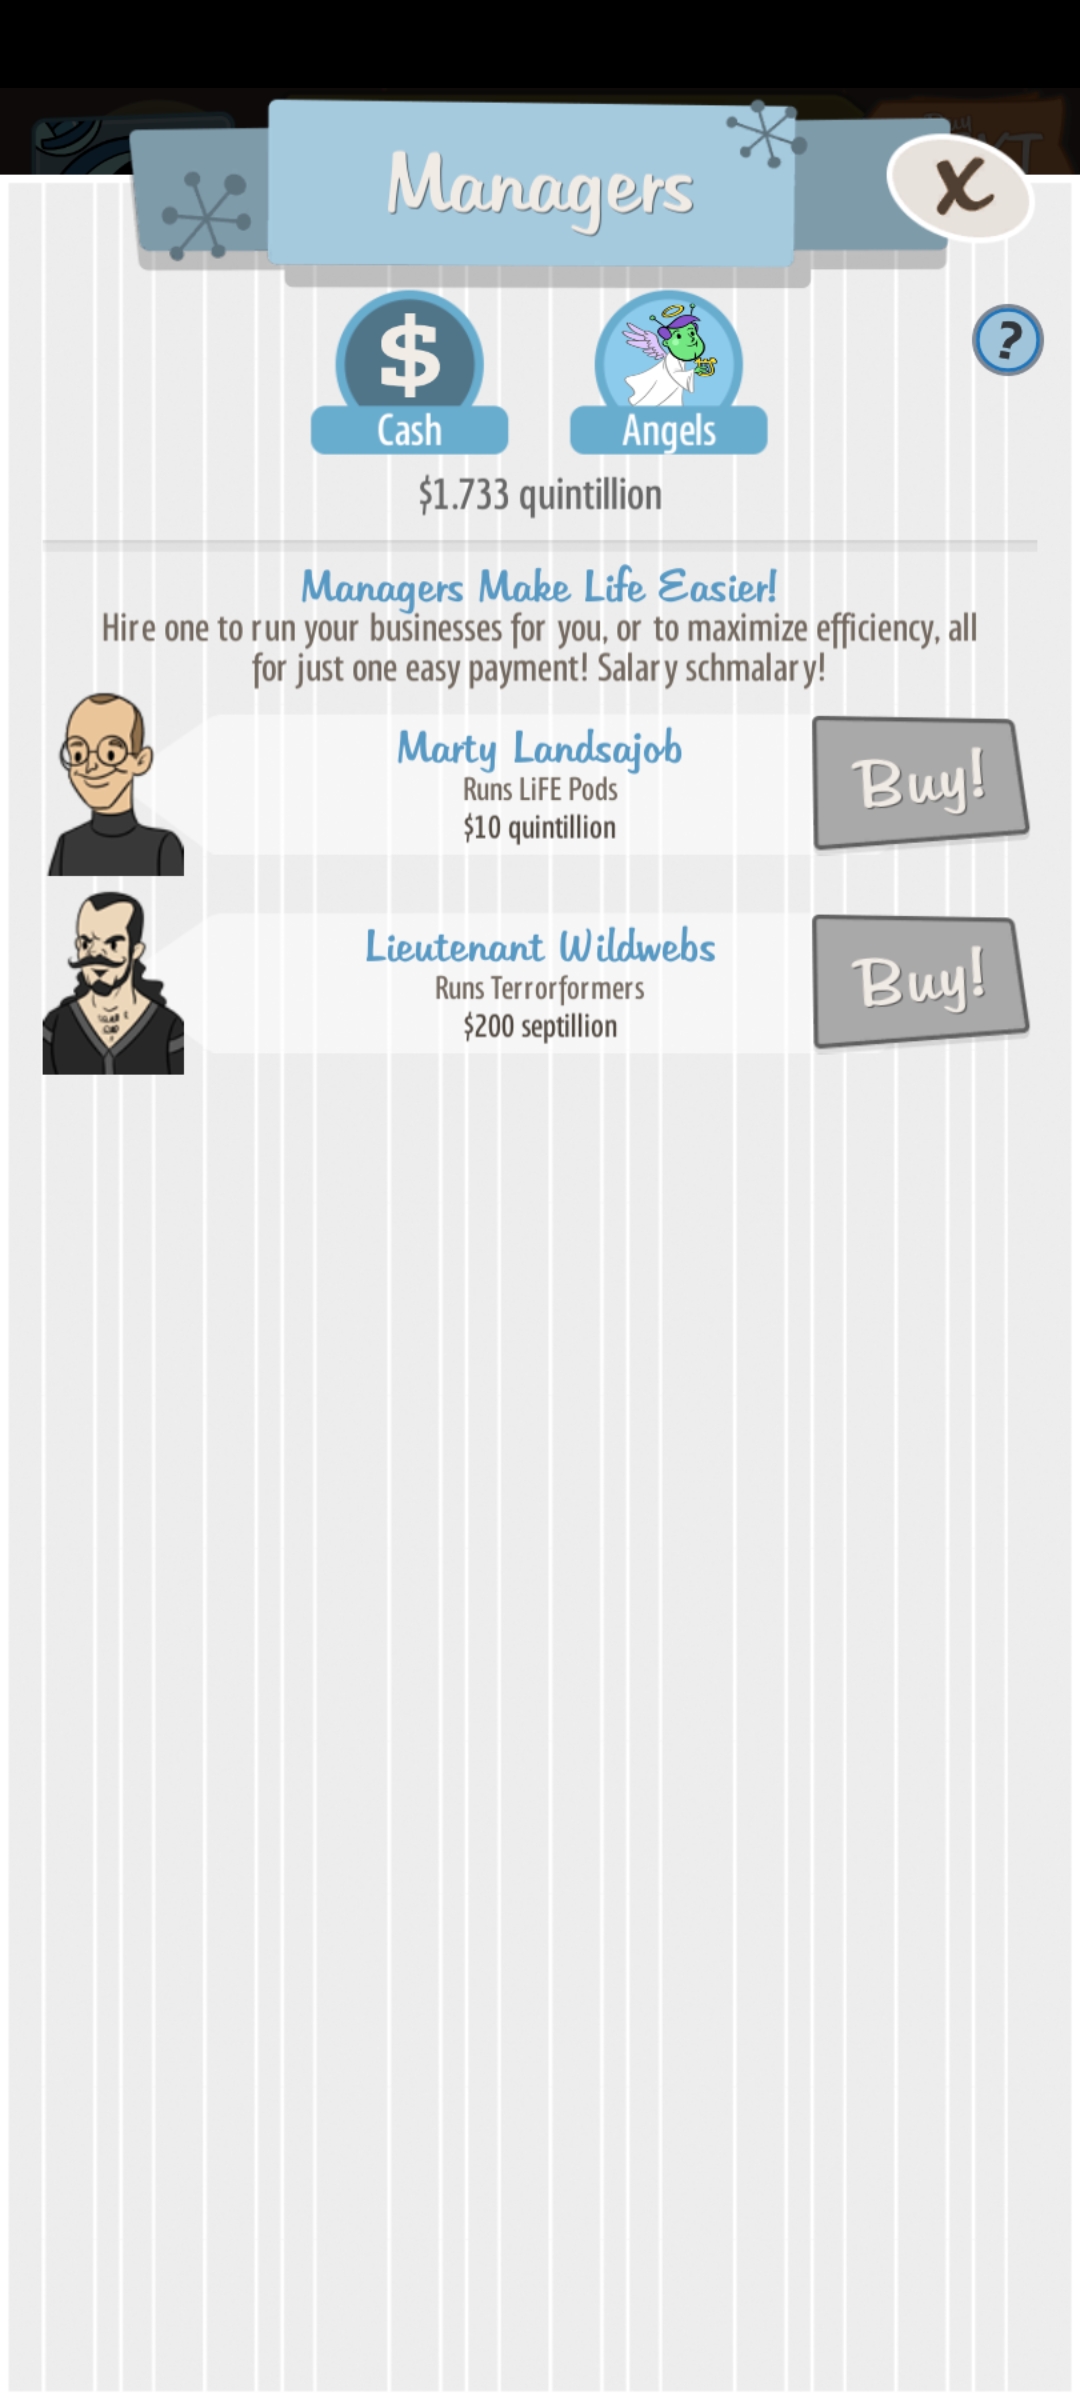 Managers
X
$
?
Cash
Angels
$1.733 quintillion
Managers Make Life Easier!
Hire one to run your businesses for you, or to maximize efficiency, all
for just one easy payment! Salary schmalary!
Marty Landsajob
Runs LiFE Pods
$10 quintillion
Buy!
Lieutenant Wildwebs
Runs Terrorformers
$200 septillion
Buy!